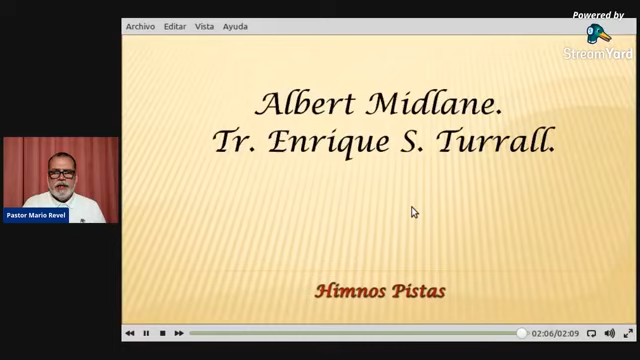 Powered by
StreamYard
Archivo Editar Vista Ayuda
Albert Midlane.
Tr. Enrique S. Turrall.
Himnos Pistas
Pastor Mario Revel
02:06/02:09